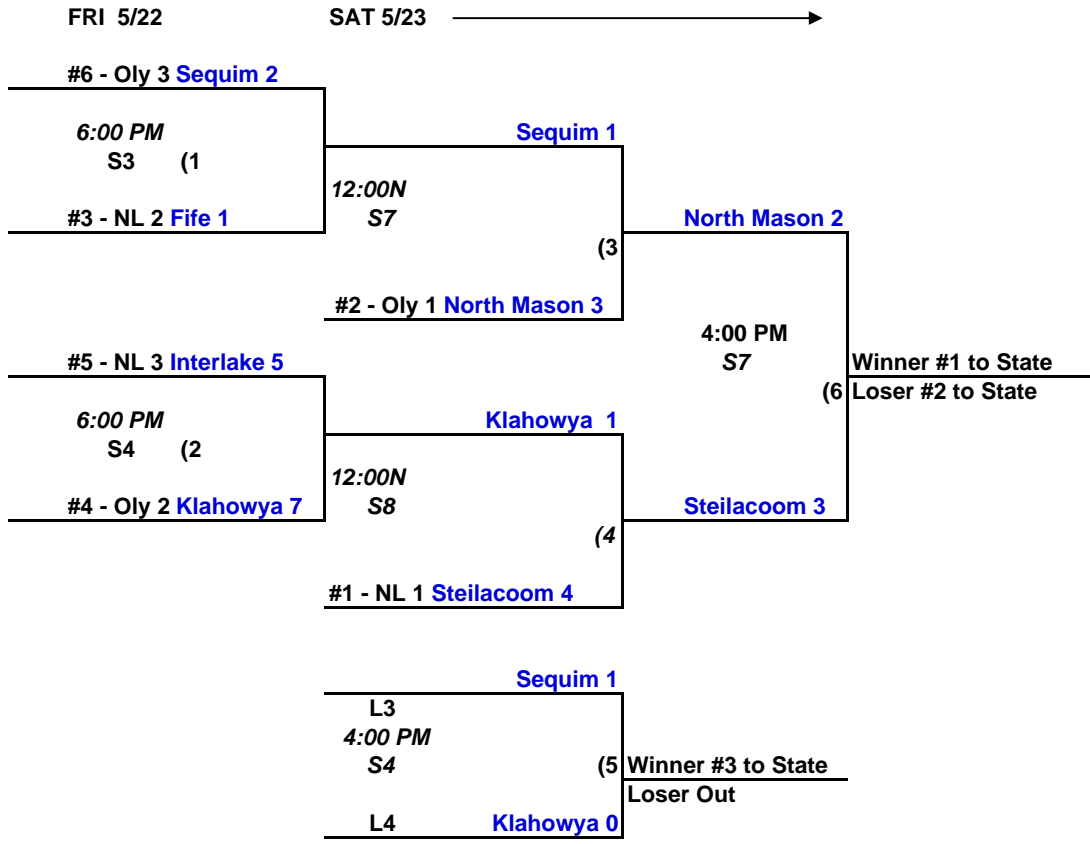 FRI  5/22    SAT 5/23
#6 - Oly 3 Sequim 2
6:00 PM    Sequim 1
S3    (1
12:00N
#3 - NL 2 Fife 1    S7    North Mason 2
(3
#2 - Oly 1 North Mason 3
4:00 PM
#5 - NL 3 Interlake 5    S7    Winner #1 to State
(6 Loser #2 to State
6:00 PM    Klahowya  1
S4    (2
12:00N
#4 - Oly 2 Klahowya 7    S8    Steilacoom 3
(4
#1 - NL 1 Steilacoom 4
Sequim 1
L3
4:00 PM
S4    (5 Winner #3 to State
Loser Out
L4    Klahowya 0